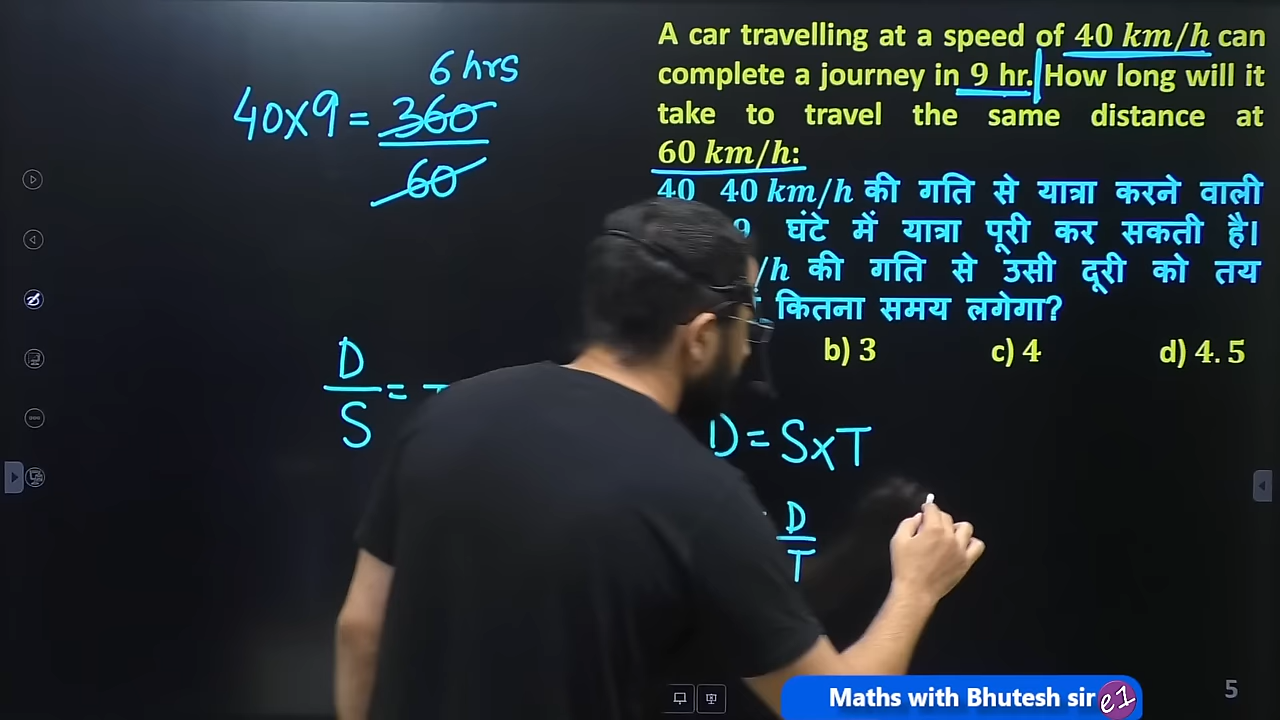 A car travelling at a speed of 40 km/h can
complete a journey in 9 hr. How long will it
take to travel the same distance at
60 km/h:
40 40 km/h की गति से यात्रा करने वाली
9 घंटे में यात्रा पूरी कर सकती है।
/h की गति से उसी दूरी को तय
कितना समय लगेगा?
b) 3 c) 4 d) 4.5
6 hrs
40x9 = 360
60
D
S =
D = SxT
D
T
Maths with Bhutesh sir e1
5